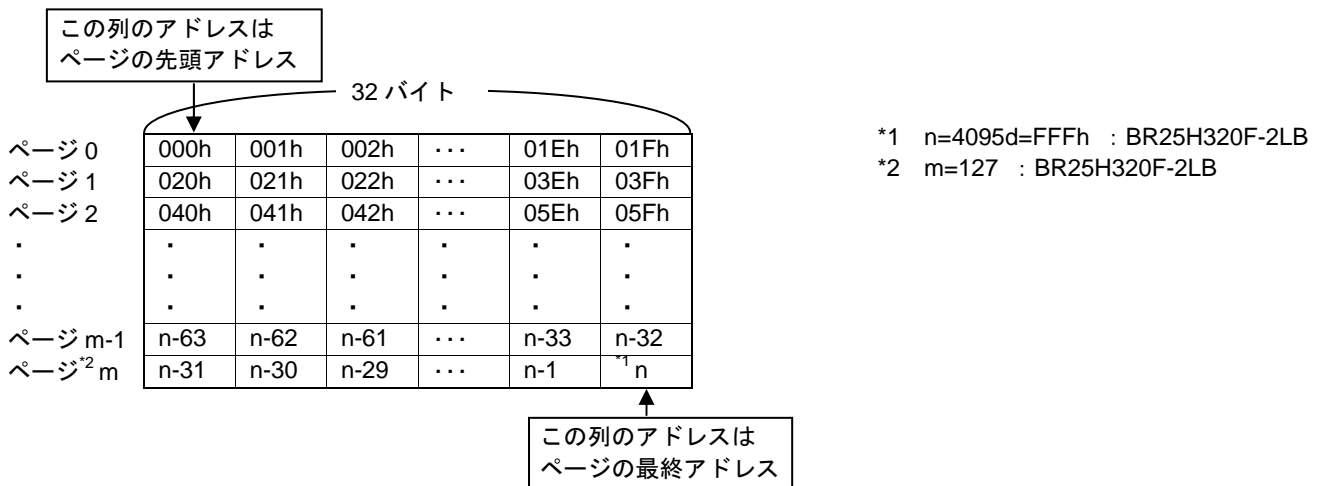 この列のアドレスは
ページの先頭アドレス
32 バイト
ページ 0 000h 001h 002h ･･･ 01Eh 01Fh
ページ 1 020h 021h 022h ･･･ 03Eh 03Fh
ページ 2 040h 041h 042h ･･･ 05Eh 05Fh
・ ・ ・ ・ ・ ・ ・
・ ・ ・ ・ ・ ・ ・
・ ・ ・ ・ ・ ・ ・
ページ m-1 n-63 n-62 n-61 ･･･ n-33 n-32
ページ*2 m n-31 n-30 n-29 ･･･ n-1 *1 n
この列のアドレスは
ページの最終アドレス
*1 n=4095d=FFFh : BR25H320F-2LB
*2 m=127 : BR25H320F-2LB